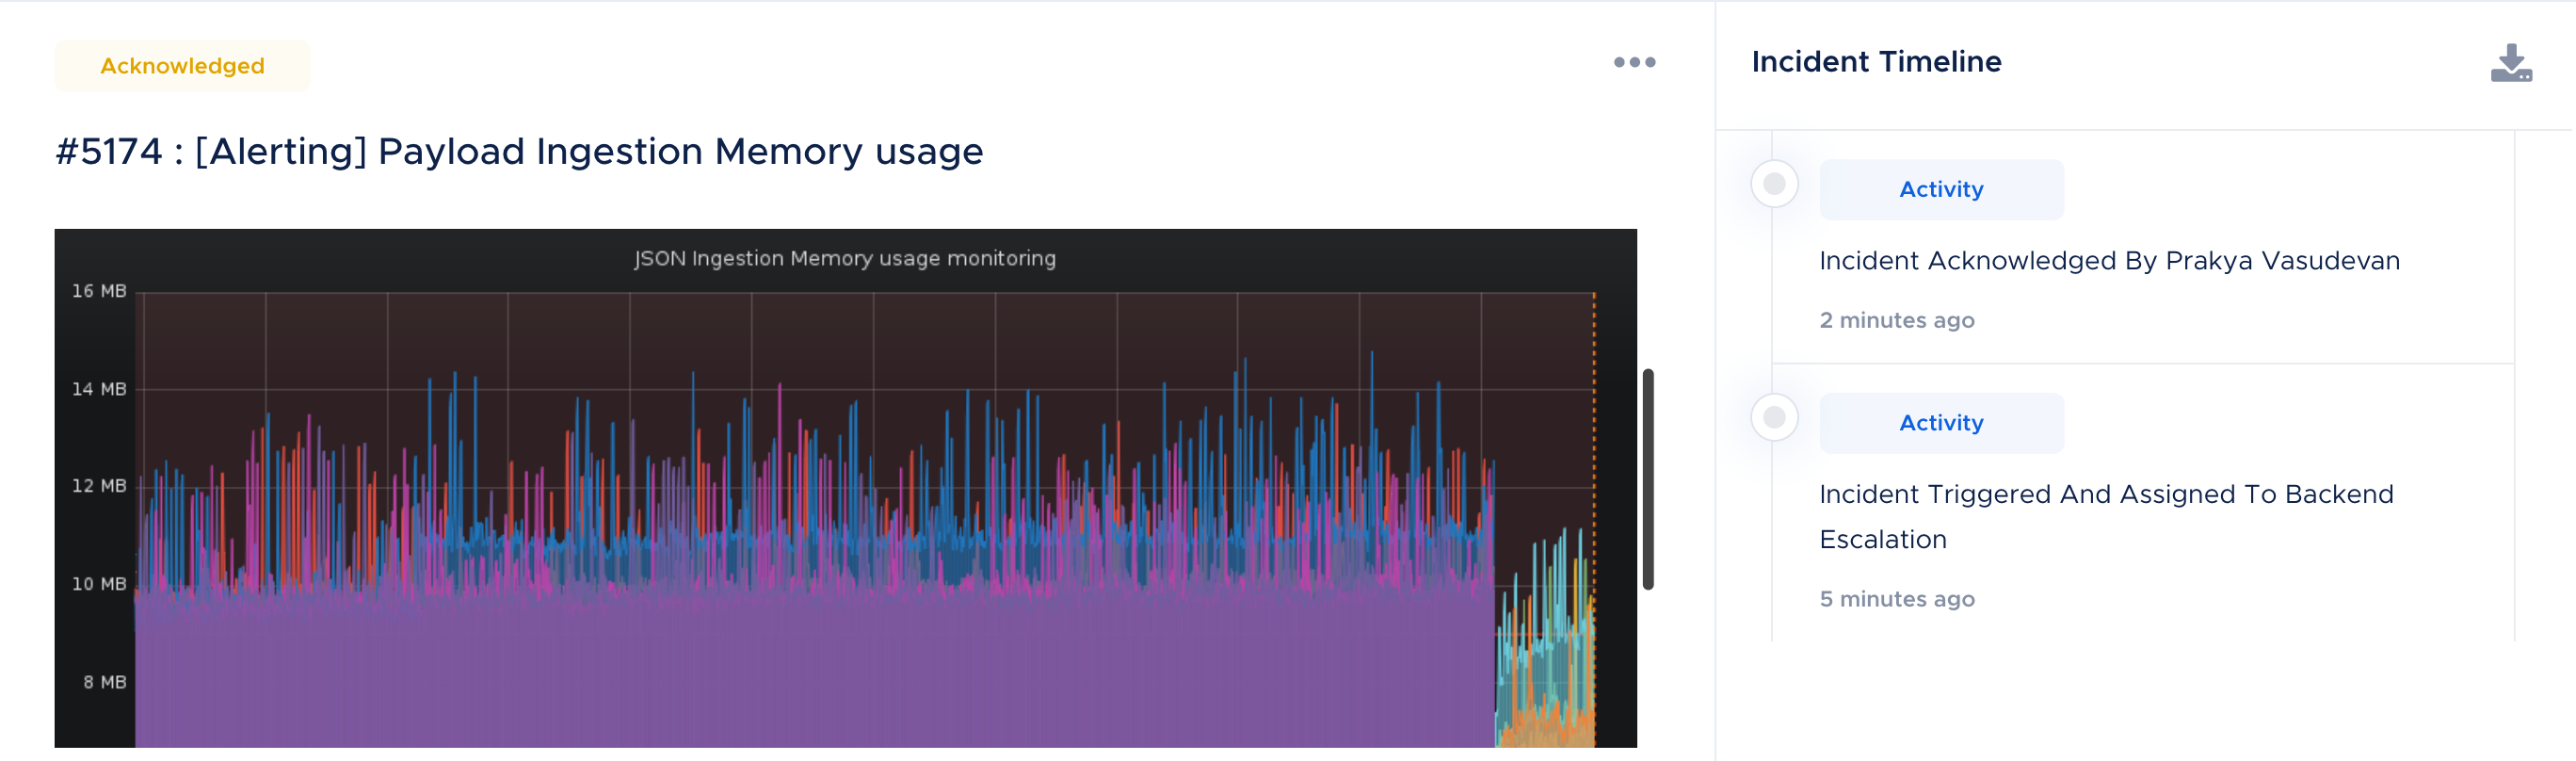 Acknowledged
#5174 : [Alerting] Payload Ingestion Memory usage
JSON Ingestion Memory usage monitoring
16 MB
14 MB
12 MB
10 MB
8 MB
Incident Timeline
Activity
Incident Acknowledged By Prakya Vasudevan
2 minutes ago
Activity
Incident Triggered And Assigned To Backend
Escalation
5 minutes ago